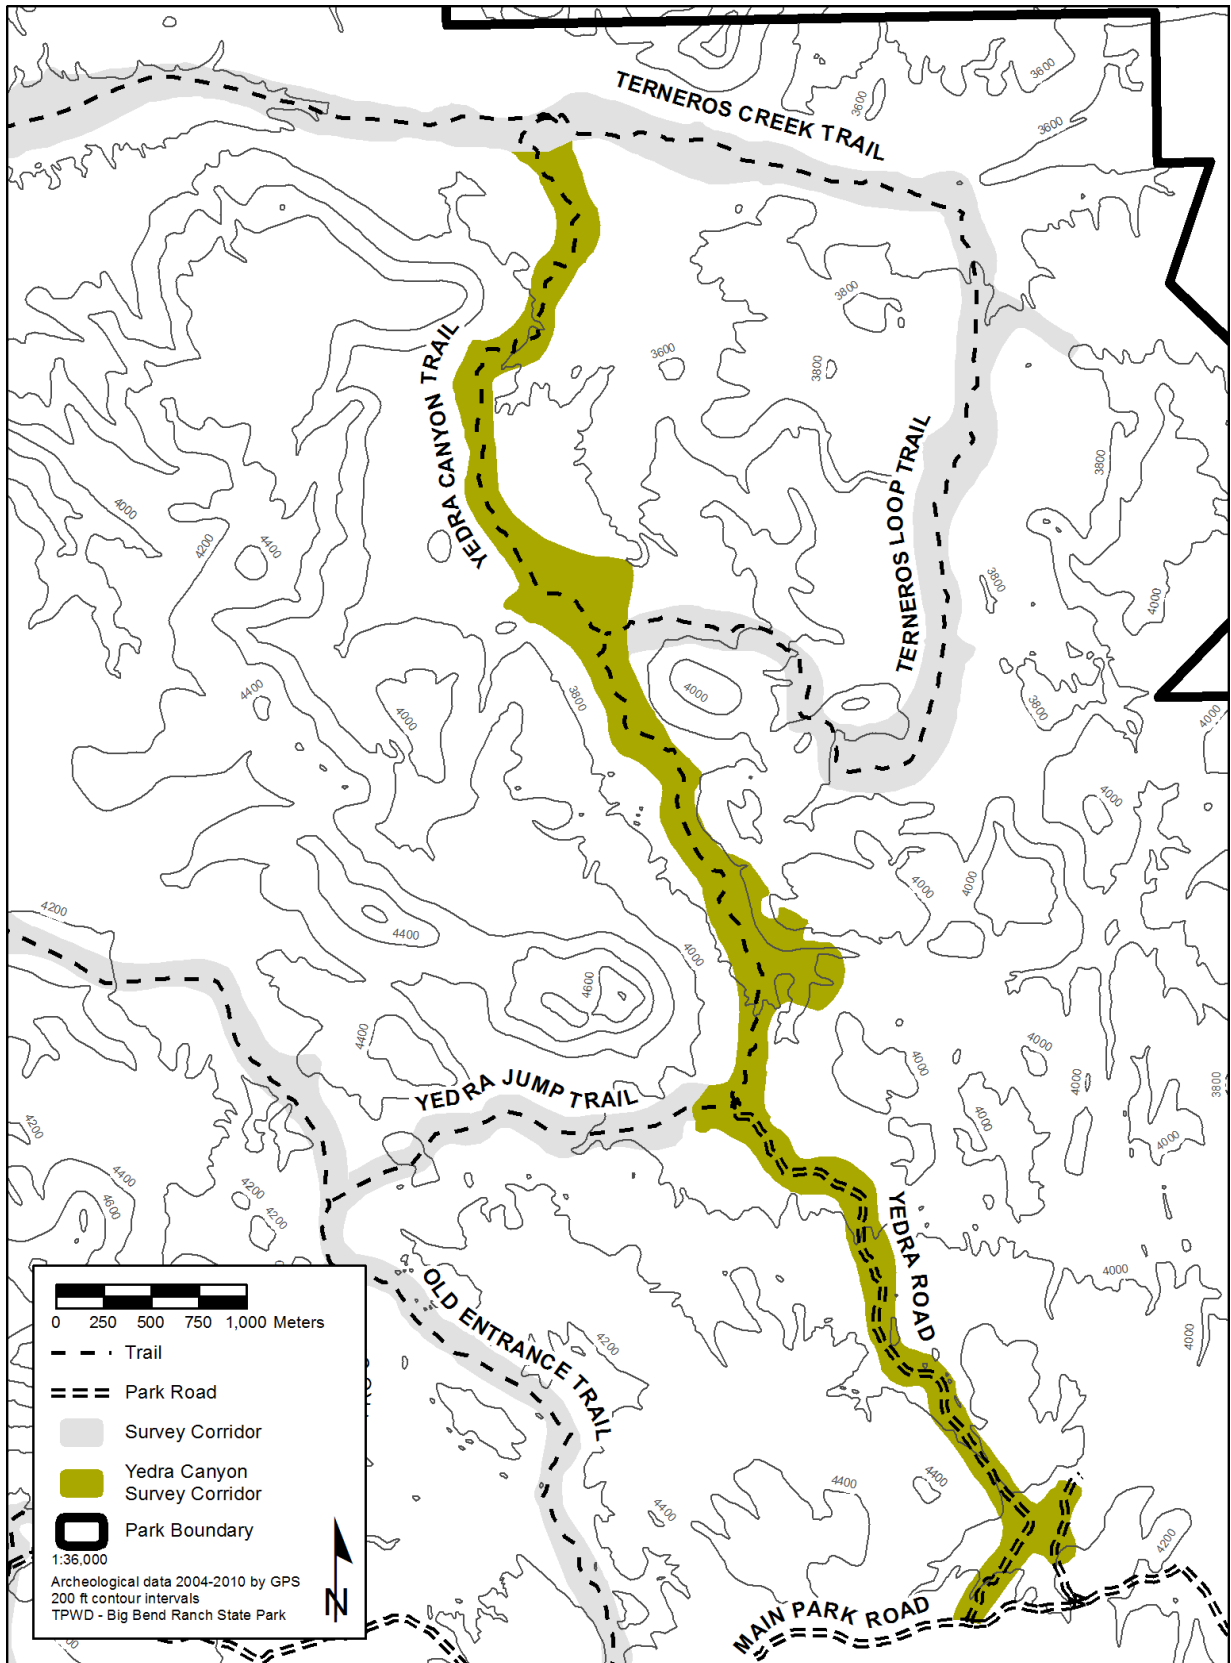 TERNEROS CREEK TRAIL
3600
3600
3600
3800
YEDRA CANYON TRAIL
3600
3800
TERNEROS LOOP TRAIL
3800
4000
4200
4400
3800
4000
4400
4000
3800
4000
3800
4000
4000
4000
4000
4200
4400
4000
4600
4400
4000
4000
4000
3800
YEDRA JUMP TRAIL
4000
4000
4200
4400
4600
4200
4200
YEDRA ROAD
4000
4000
OLD ENTRANCE TRAIL
4200
4400
4400
4400
4200
MAIN PARK ROAD
0 250 500 750 1,000 Meters
Trail
Park Road
Survey Corridor
Yedra Canyon
Survey Corridor
Park Boundary
1:36,000
Archeological data 2004-2010 by GPS
200 ft contour intervals
TPWD - Big Bend Ranch State Park
N